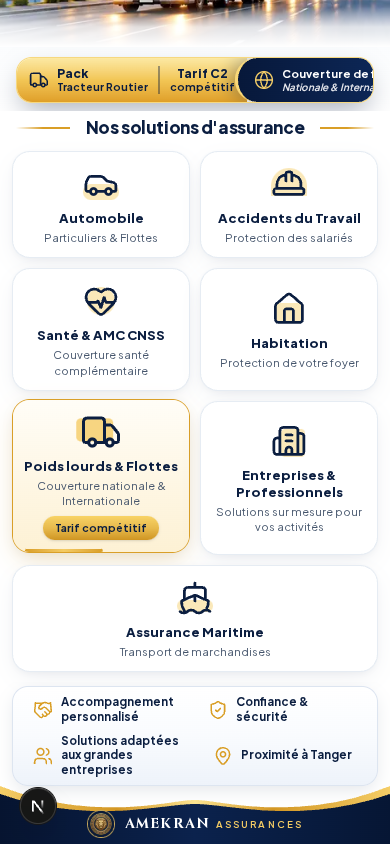 Pack
Tracteur Routier
Tarif C2
compétitif
Couverture de
Nationale & Interna
Nos solutions d'assurance
Automobile
Particuliers & Flottes
Accidents du Travail
Protection des salariés
Santé & AMC CNSS
Couverture santé
complémentaire
Habitation
Protection de votre foyer
Poids lourds & Flottes
Couverture nationale &
Internationale
Tarif compétitif
Entreprises &
Professionnels
Solutions sur mesure pour
vos activités
Assurance Maritime
Transport de marchandises
Accompagnement
personnalisé
Confiance &
sécurité
Solutions adaptées
aux grandes
entreprises
Proximité à Tanger
N
AMEKRAN ASSURANCES